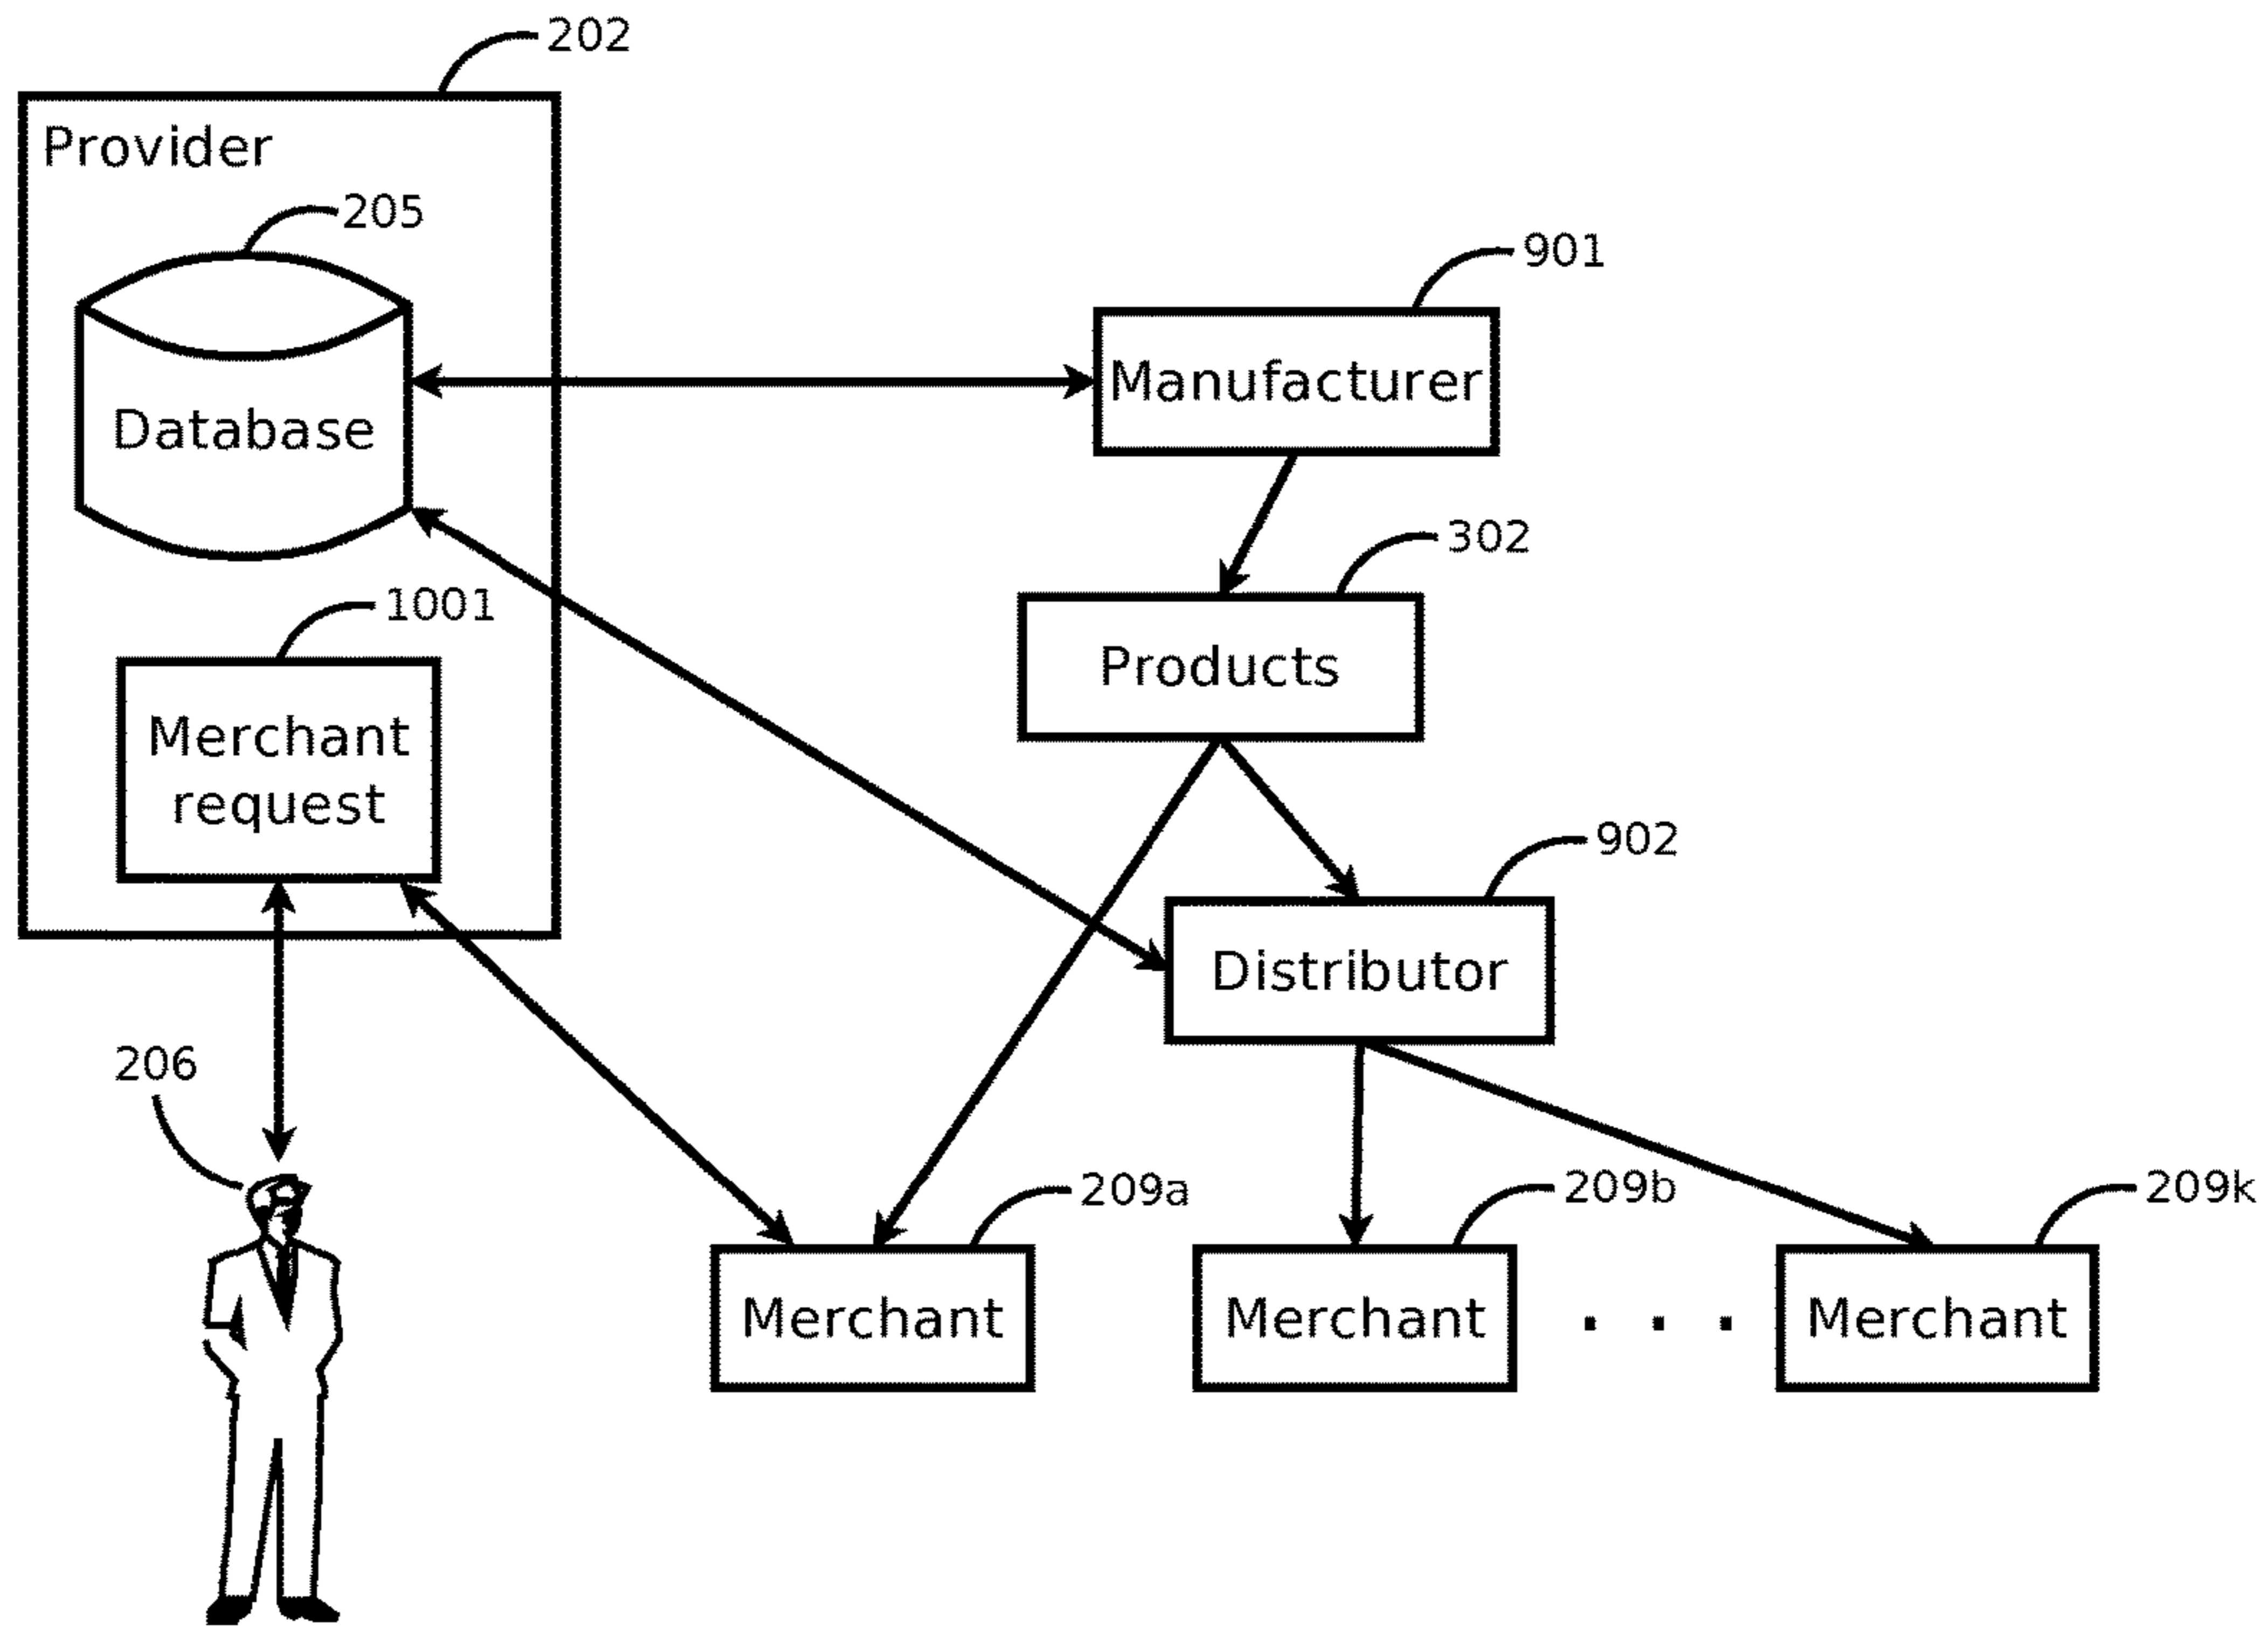 202
Provider
205
901
Manufacturer
Database
302
1001
Products
Merchant
request
902
Distributor
206
209a
209b
209k
Merchant
Merchant
. . .
Merchant